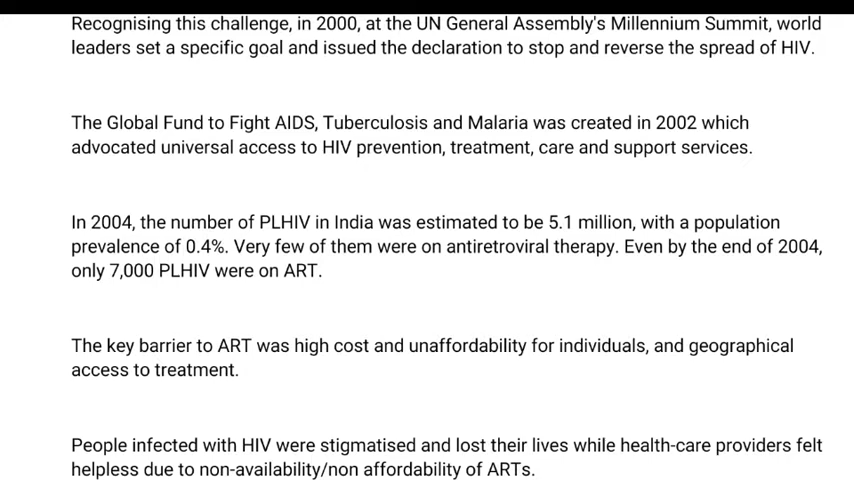 Recognising this challenge, in 2000, at the UN General Assembly's Millennium Summit, world
leaders set a specific goal and issued the declaration to stop and reverse the spread of HIV.
The Global Fund to Fight AIDS, Tuberculosis and Malaria was created in 2002 which
advocated universal access to HIV prevention, treatment, care and support services.
In 2004, the number of PLHIV in India was estimated to be 5.1 million, with a population
prevalence of 0.4%. Very few of them were on antiretroviral therapy. Even by the end of 2004,
only 7,000 PLHIV were on ART.
The key barrier to ART was high cost and unaffordability for individuals, and geographical
access to treatment.
People infected with HIV were stigmatised and lost their lives while health-care providers felt
helpless due to non-availability/non affordability of ARTs.